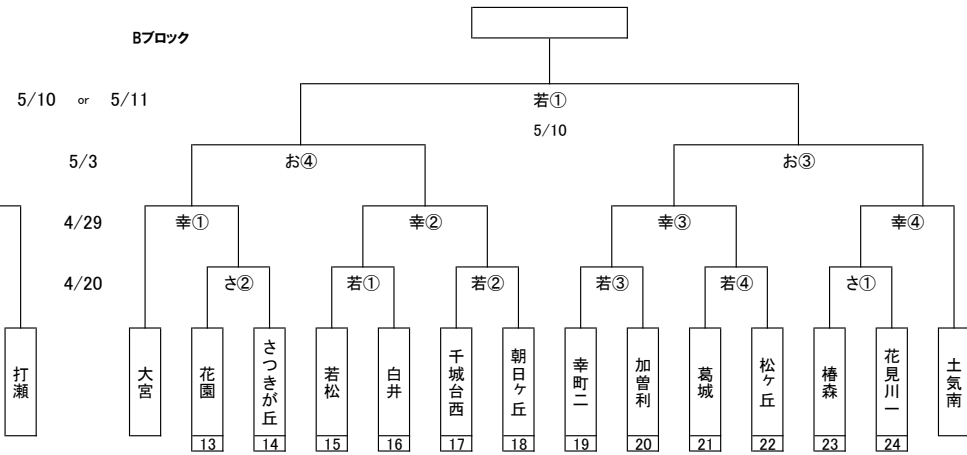 Bブロック
5/10 or 5/11
若①
5/10
5/3
お④
お③
4/29
幸①
幸②
幸③
幸④
4/20
さ②
若①
若②
若③
若④
さ①
打瀬
大宮
花園
さつきが丘
若松
白井
千城台西
朝日ヶ丘
幸町二
加曽利
葛城
松ヶ丘
椿森
花見川一
土気南
13
14
15
16
17
18
19
20
21
22
23
24